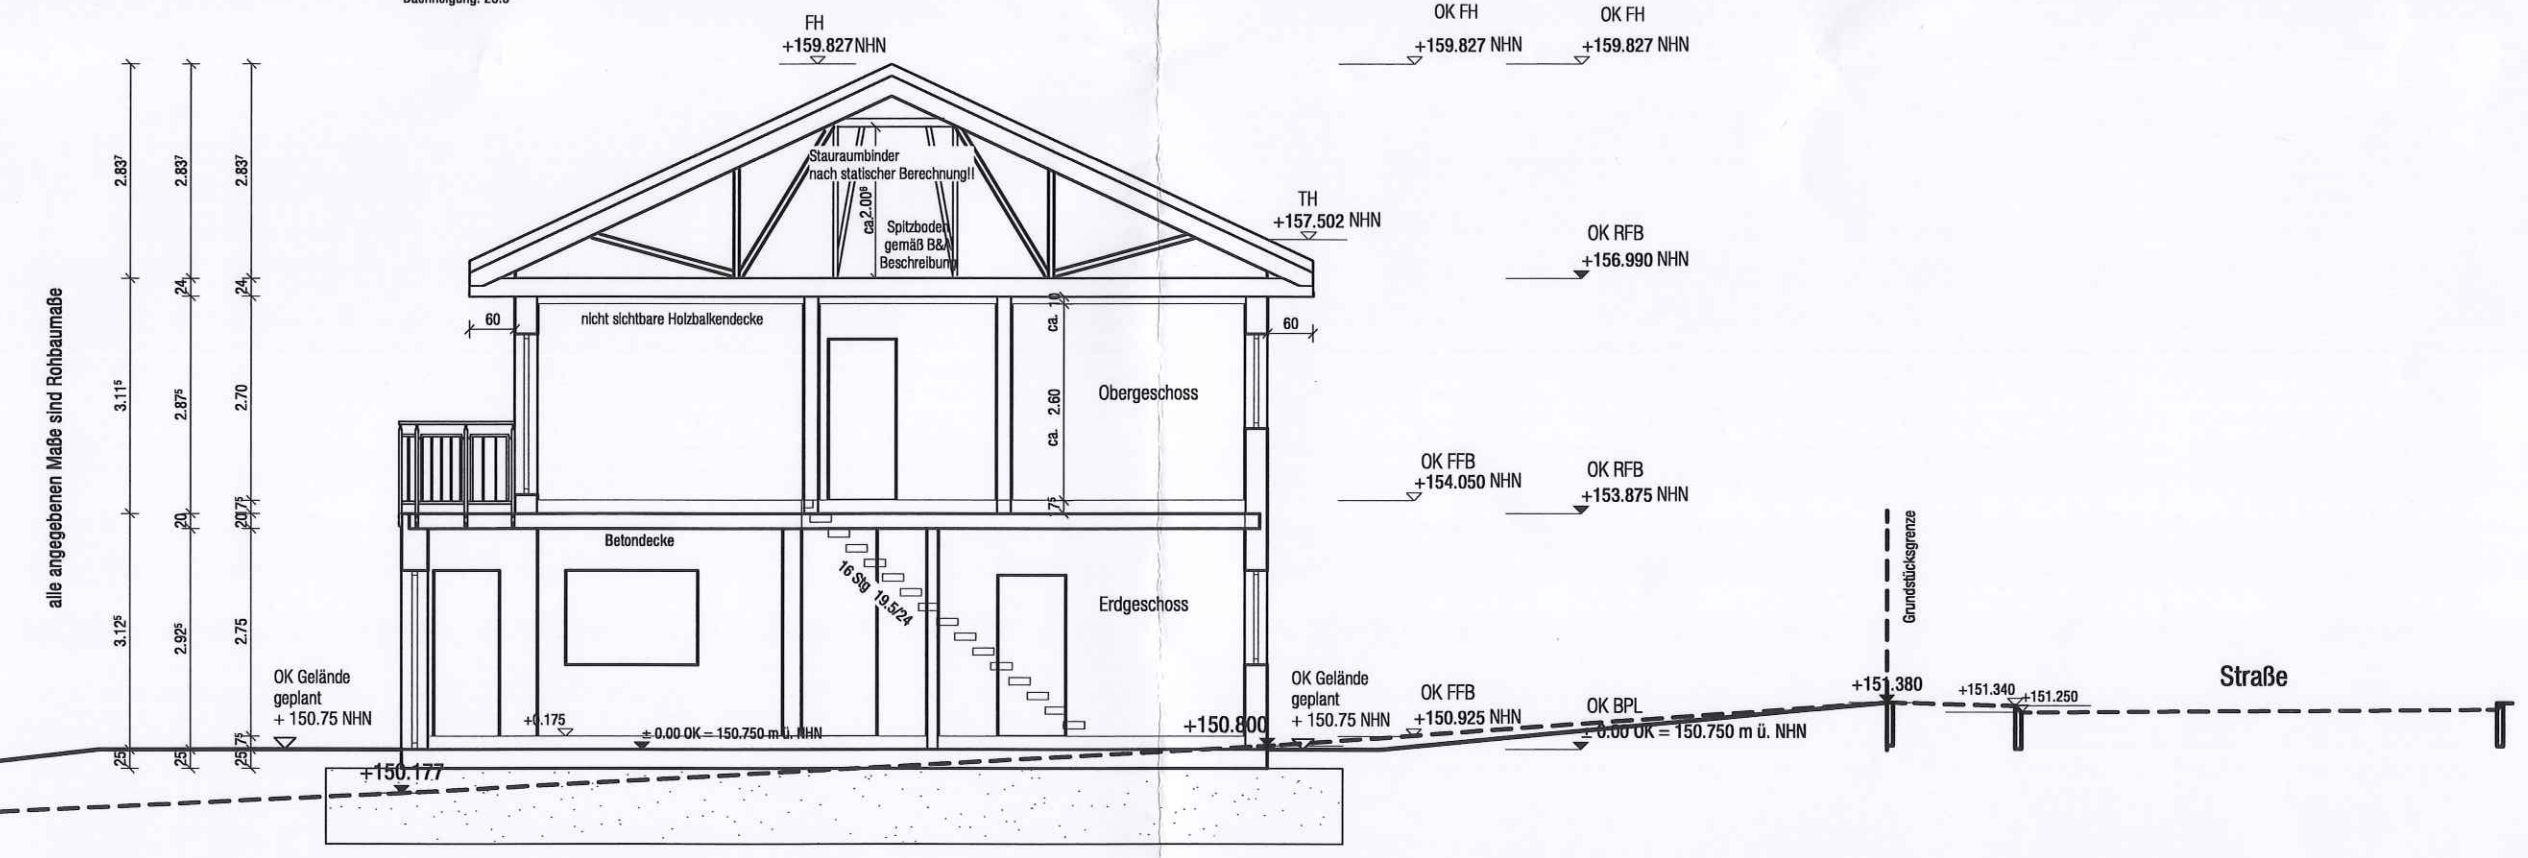 FH
+159.827 NHN
OK FH
+159.827 NHN
OK FH
+159.827 NHN
2.837
2.837
2.837
Stauraumbinder
nach statischer Berechnung!!
ca.2.00⁶
Spitzboden
gemäß B&A
Beschreibung
TH
+157.502 NHN
OK RFB
+156.990 NHN
24
24
24
60
nicht sichtbare Holzbalkendecke
ca. 10
60
alle angegebenen Maße sind Rohbaumaße
3.11⁵
2.87⁵
2.70
ca. 2.60
Obergeschoss
OK FFB
+154.050 NHN
OK RFB
+153.875 NHN
20
20
17⁵
17⁵
Betondecke
16 Stg 19.5/24
Erdgeschoss
Grundstücksgrenze
3.12⁵
2.92⁵
2.75
OK Gelände
geplant
+ 150.75 NHN
+0.175
± 0.00 OK = 150.750 m ü. NHN
+150.800
OK Gelände
geplant
+ 150.75 NHN
OK FFB
+150.925 NHN
OK BPL
± 0.00 OK = 150.750 m ü. NHN
+151.380
+151.340
+151.250
Straße
25
25
25
17⁵
+150.177